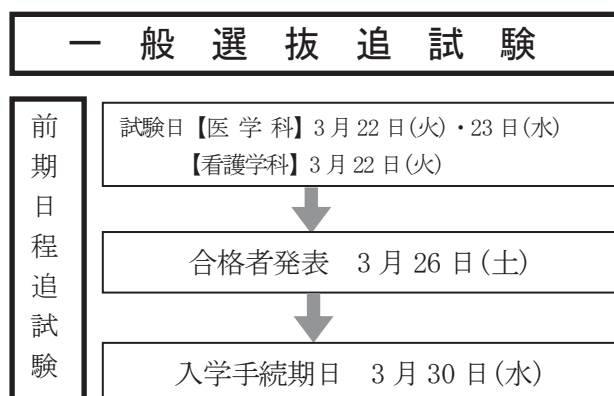 一般選抜追試験
前期日程追試験
試験日【医学科】3月22日(火)・23日(水)
【看護学科】3月22日(火)
合格者発表　3月26日(土)
入学手続期日　3月30日(水)